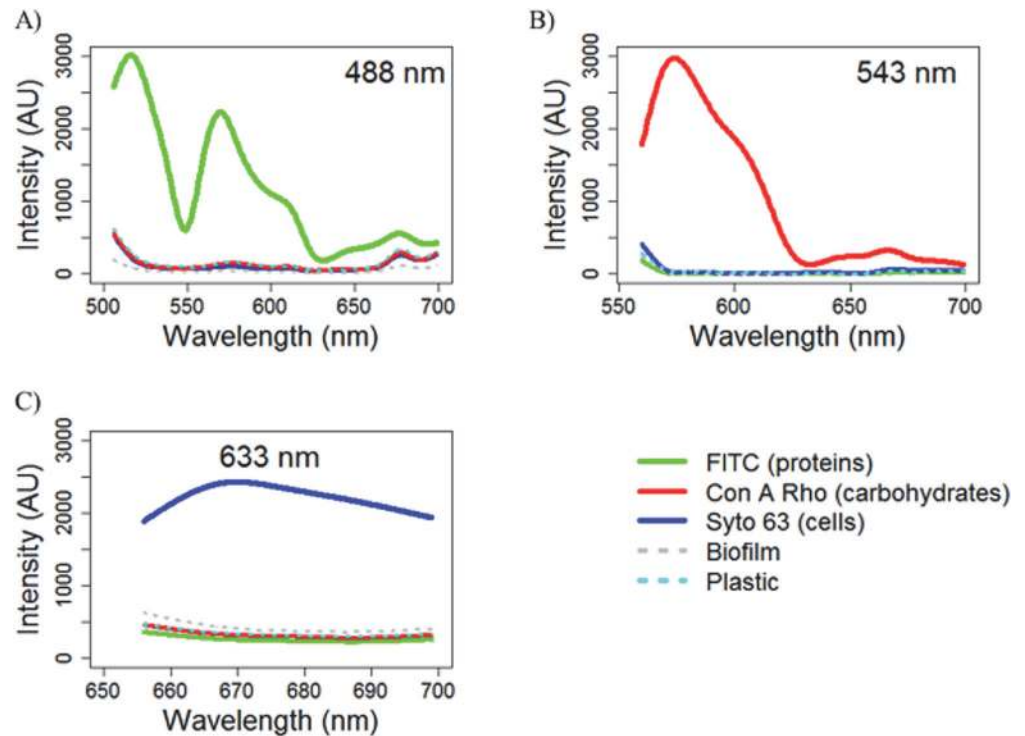 A)
Intensity (AU)
0 1000 2000 3000
488 nm
500 550 600 650 700
Wavelength (nm)
B)
Intensity (AU)
0 1000 2000 3000
543 nm
560 600 650 700
Wavelength (nm)
C)
Intensity (AU)
0 1000 2000 3000
633 nm
650 660 670 680 690 700
Wavelength (nm)
FITC (proteins)
Con A Rho (carbohydrates)
Syto 63 (cells)
Biofilm
Plastic